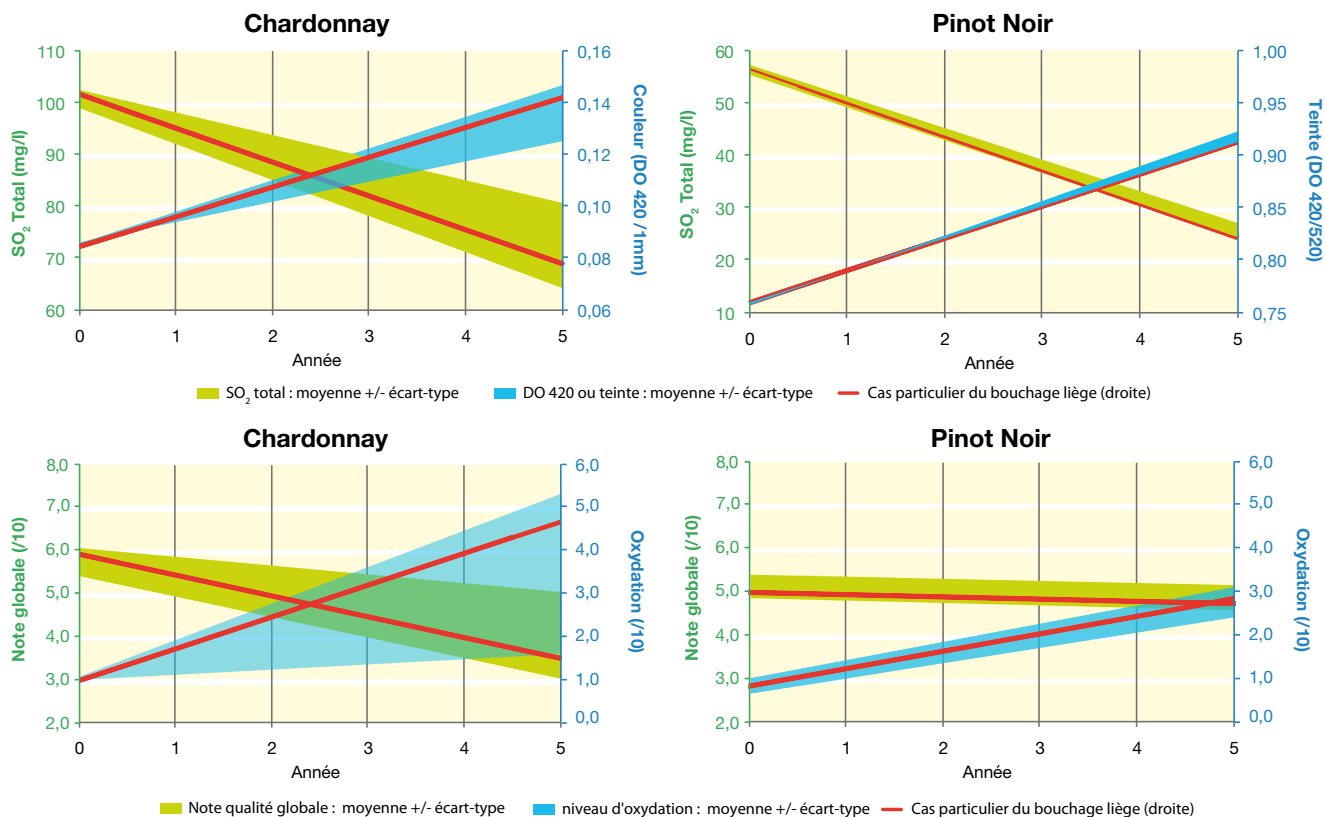 Chardonnay
110
100
90
80
70
60
SO2 Total (mg/l)
0,16
0,14
0,12
0,10
0,08
0,06
Couleur (DO 420 /1mm)
0 1 2 3 4 5
Année
Pinot Noir
60
50
40
30
20
10
SO2 Total (mg/l)
1,00
0,95
0,90
0,85
0,80
0,75
Teinte (DO 420/520)
0 1 2 3 4 5
Année
SO2 total : moyenne +/- écart-type DO 420 ou teinte : moyenne +/- écart-type Cas particulier du bouchage liège (droite)
Chardonnay
8,0
7,0
6,0
5,0
4,0
3,0
2,0
Note globale (/10)
6,0
5,0
4,0
3,0
2,0
1,0
0,0
Oxydation (/10)
0 1 2 3 4 5
Année
Pinot Noir
8,0
7,0
6,0
5,0
4,0
3,0
2,0
Note globale (/10)
6,0
5,0
4,0
3,0
2,0
1,0
0,0
Oxydation (/10)
0 1 2 3 4 5
Année
Note qualité globale : moyenne +/- écart-type niveau d'oxydation : moyenne +/- écart-type Cas particulier du bouchage liège (droite)